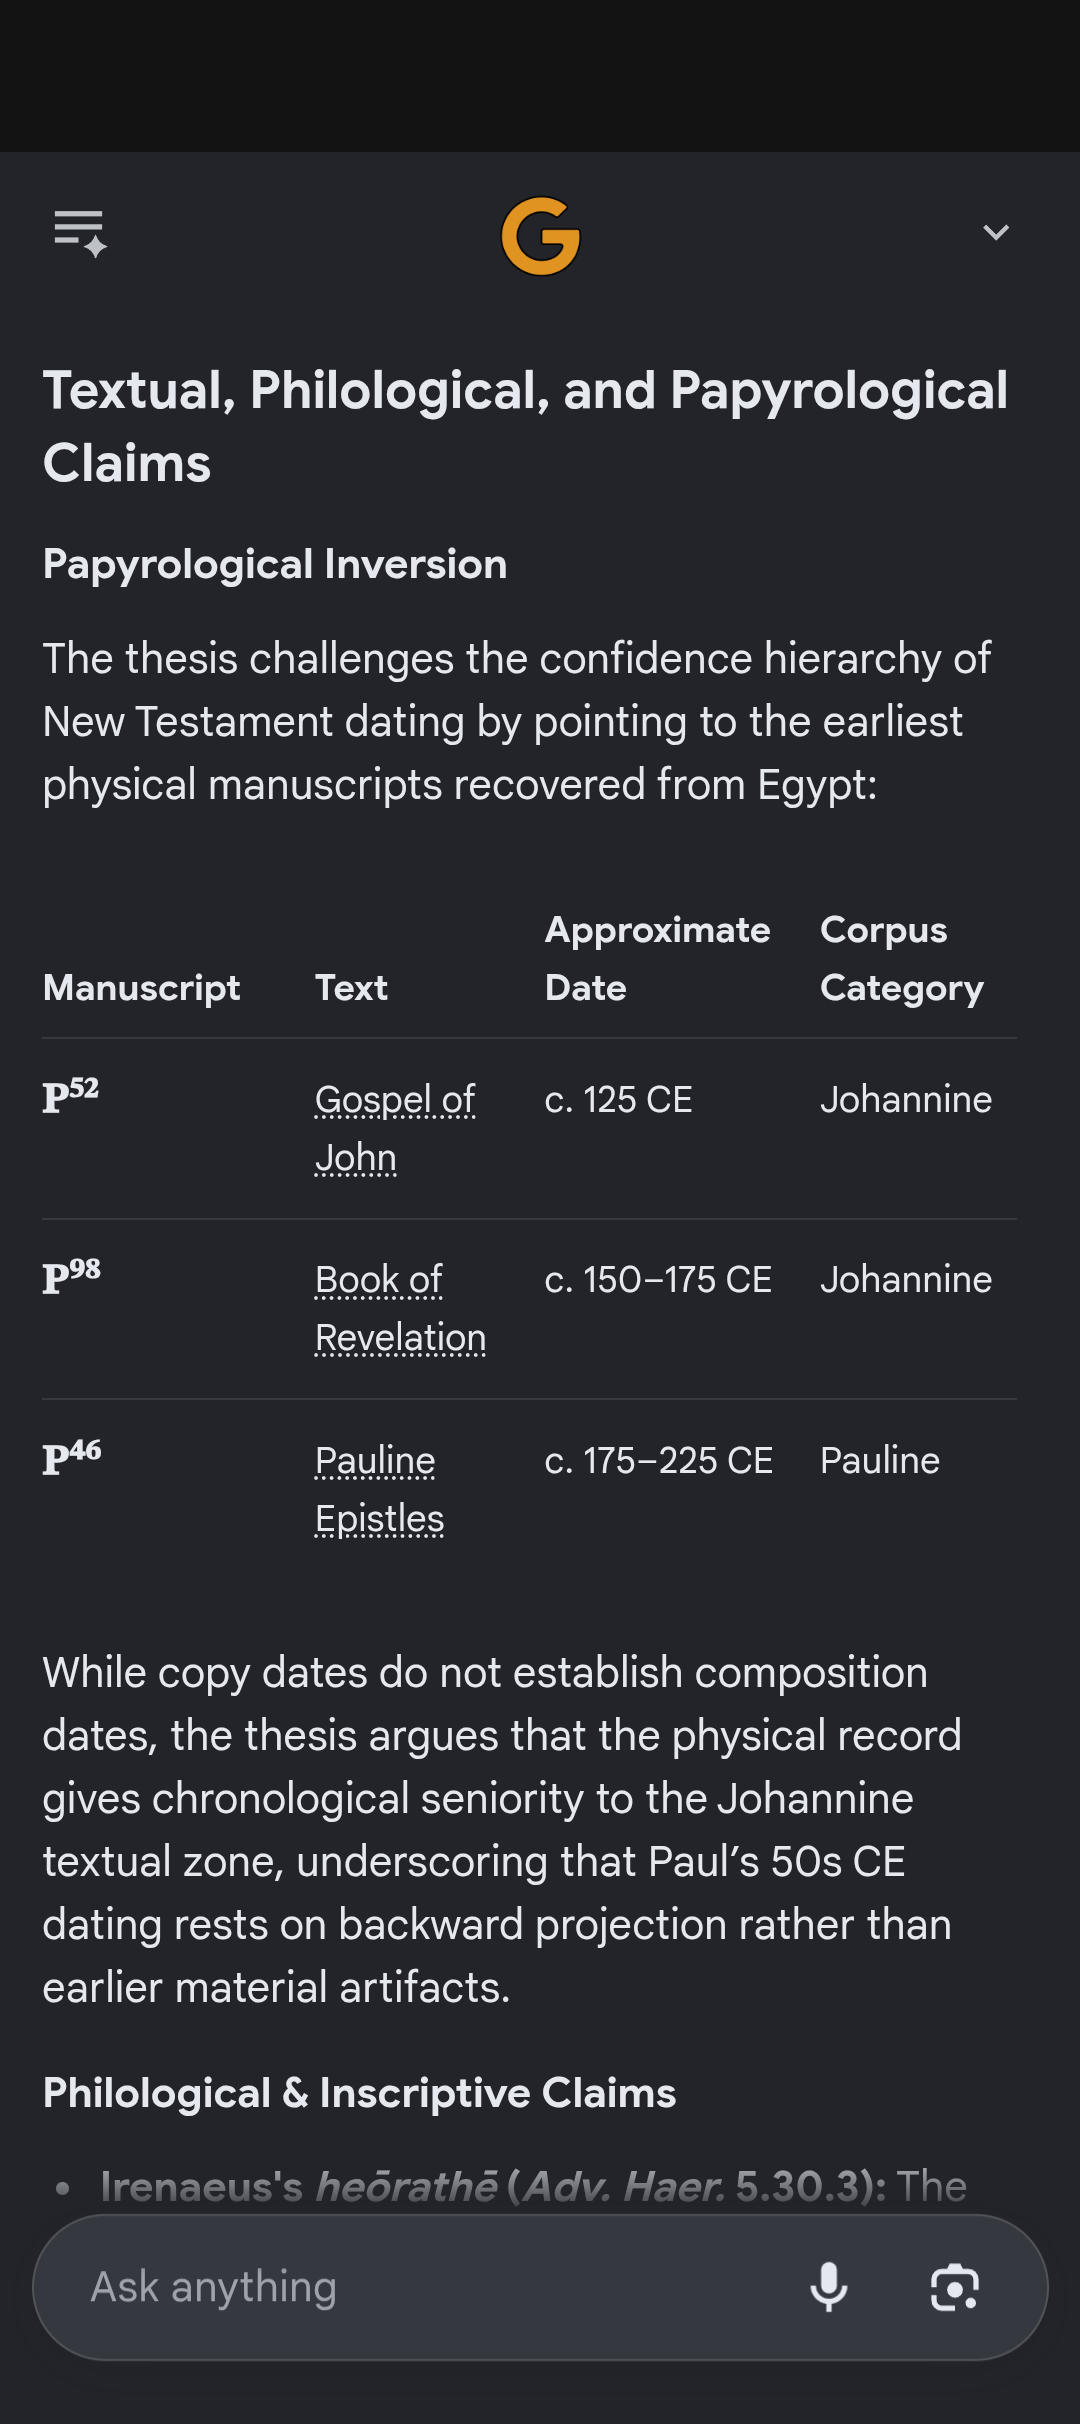 Textual, Philological, and Papyrological
Claims
Papyrological Inversion
The thesis challenges the confidence hierarchy of
New Testament dating by pointing to the earliest
physical manuscripts recovered from Egypt:
Manuscript Text Approximate Date Corpus Category
P⁵² Gospel of John c. 125 CE Johannine
P⁹⁸ Book of Revelation c. 150–175 CE Johannine
P⁴⁶ Pauline Epistles c. 175–225 CE Pauline
While copy dates do not establish composition
dates, the thesis argues that the physical record
gives chronological seniority to the Johannine
textual zone, underscoring that Paul’s 50s CE
dating rests on backward projection rather than
earlier material artifacts.
Philological & Inscriptive Claims
• Irenaeus's heōrathē (Adv. Haer. 5.30.3): The
Ask anything